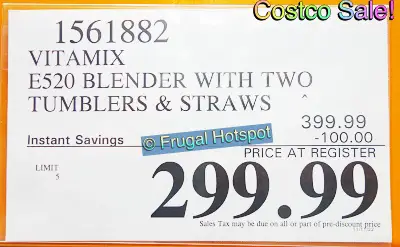 Costco Sale!
1561882
VITAMIX
E520 BLENDER WITH TWO
TUMBLERS & STRAWS
399.99
Instant Savings -100.00
© Frugal Hotspot
PRICE AT REGISTER
LIMIT
5
299.99
Sales Tax may be due on all or part of pre-discount price